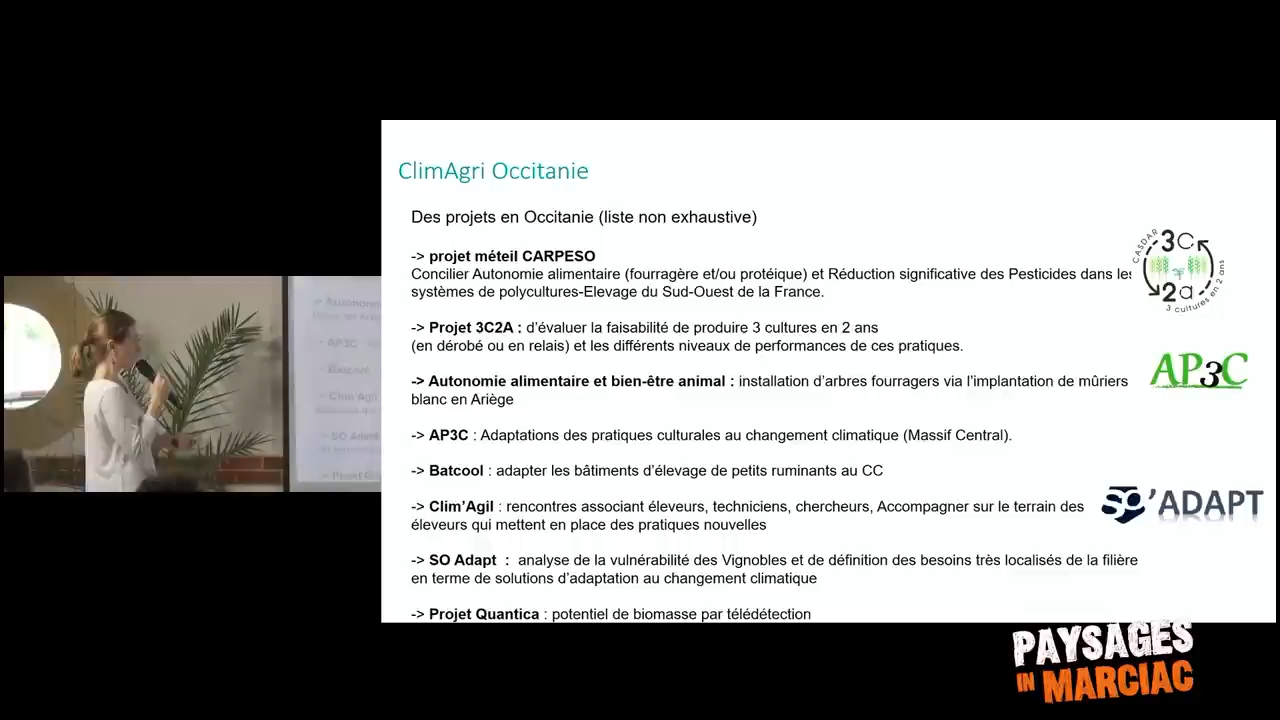 ClimAgri Occitanie
Des projets en Occitanie (liste non exhaustive)
-> projet méteil CARPESO
Concilier Autonomie alimentaire (fourragère et/ou protéique) et Réduction significative des Pesticides dans les
systèmes de polycultures-Elevage du Sud-Ouest de la France.
-> Projet 3C2A : d'évaluer la faisabilité de produire 3 cultures en 2 ans
(en dérobé ou en relais) et les différents niveaux de performances de ces pratiques.
-> Autonomie alimentaire et bien-être animal : installation d'arbres fourragers via l'implantation de mûriers
blanc en Ariège
-> AP3C : Adaptations des pratiques culturales au changement climatique (Massif Central).
-> Batcool : adapter les bâtiments d'élevage de petits ruminants au CC
-> Clim'Agil : rencontres associant éleveurs, techniciens, chercheurs, Accompagner sur le terrain des
éleveurs qui mettent en place des pratiques nouvelles
-> SO Adapt : analyse de la vulnérabilité des Vignobles et de définition des besoins très localisés de la filière
en terme de solutions d'adaptation au changement climatique
-> Projet Quantica : potentiel de biomasse par télédétection
CASDAR
3C
2a
3 cultures en 2 ans
AP3C
so'ADAPT
Autonomie
AP3C
SO Adapt
PAYSAGES
IN MARCIAC